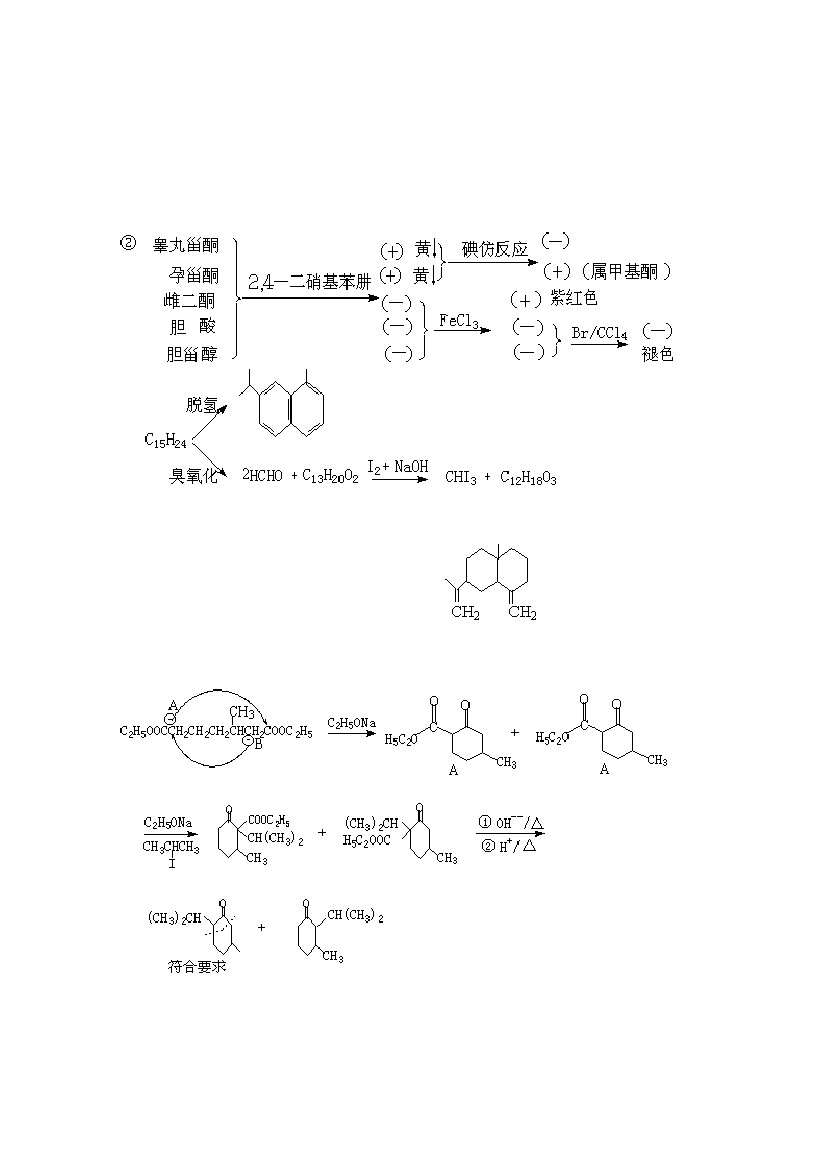 ② 睾丸甾酮 (+) 黄↓ 碘仿反应 (—)
孕甾酮 2,4—二硝基苯肼 (+) 黄↓ (+) (属甲基酮)
雌二酮 (—) (+) 紫红色
胆 酸 (—) FeCl3 (—) Br/CCl4 (—)
胆甾醇 (—) (—) 褪色
脱氢
C15H24
臭氧化 2HCHO + C13H20O2 I2+ NaOH CHI3 + C12H18O3
CH2 CH2
A
CH3
C2H5OOCCH2CH2CH2CHCH2COOC2H5
B
C2H5ONa
O O
C
H5C2O
CH3
A
+
O O
C
H5C2O
CH3
A
C2H5ONa
CH3CHCH3
I
O
COOC2H5
CH(CH3)2
CH3
+
(CH3)2CH
H5C2OOC
O
CH3
① OH—/△
② H+/△
(CH3)2CH
O
+
O
CH(CH3)2
CH3
符合要求